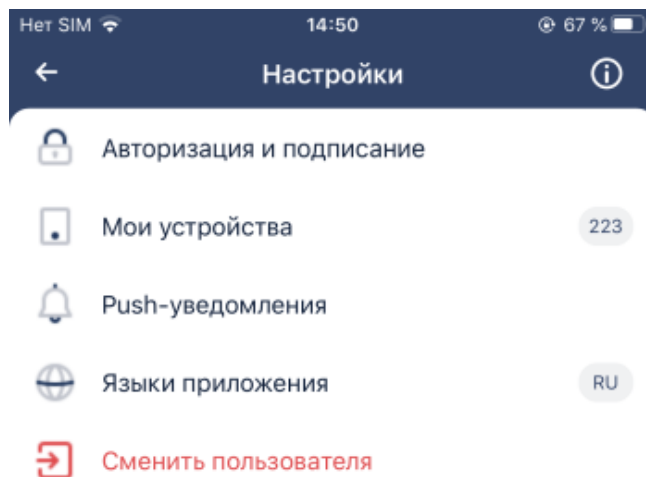 Нет SIM 14:50 67 %
Настройки
Авторизация и подписание
Мои устройства 223
Push-уведомления
Языки приложения RU
Сменить пользователя